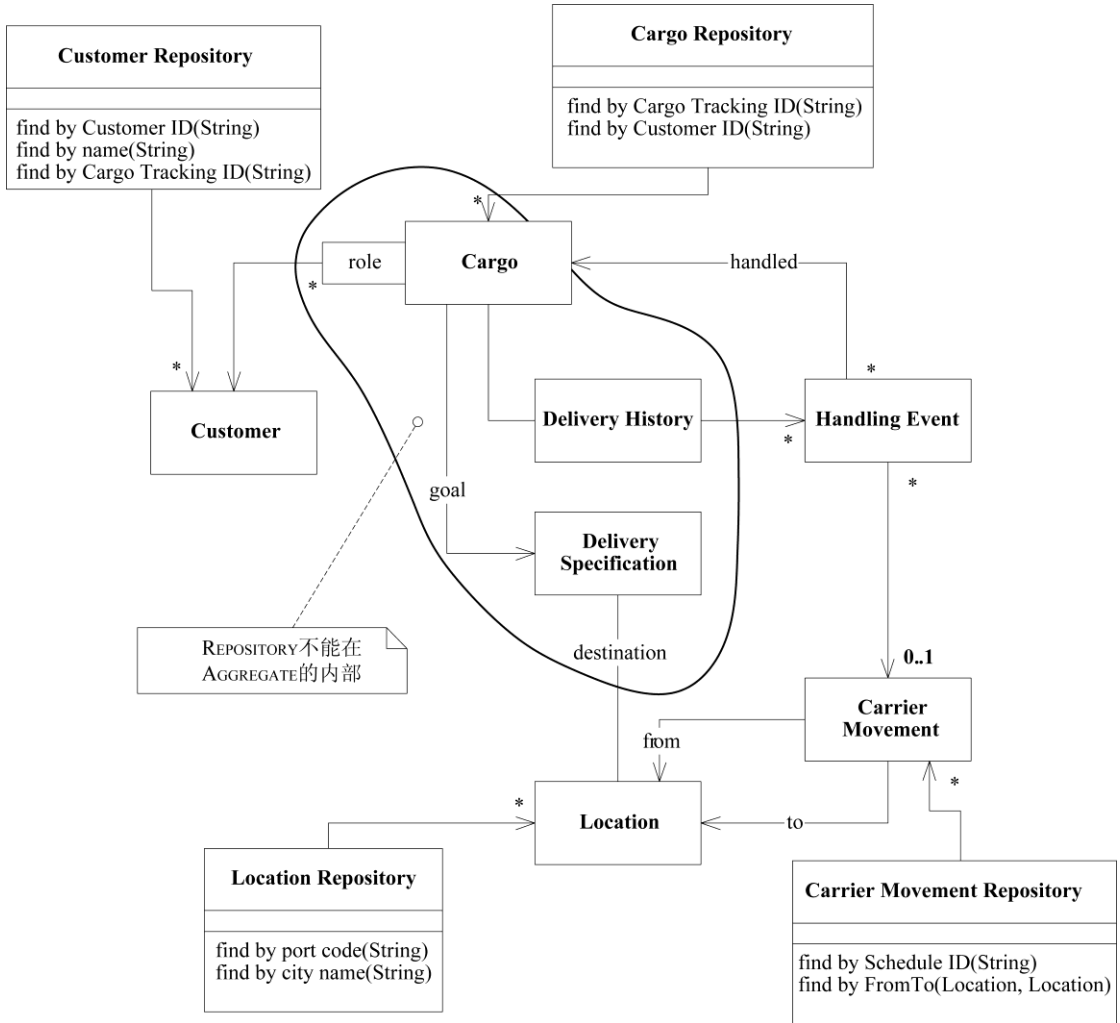 Customer Repository
find by Customer ID(String)
find by name(String)
find by Cargo Tracking ID(String)
Cargo Repository
find by Cargo Tracking ID(String)
find by Customer ID(String)
*
role
*
Cargo
handled
*
Customer
Delivery History
*
*
Handling Event
*
goal
Delivery
Specification
REPOSITORY不能在
AGGREGATE的内部
destination
0..1
Carrier
Movement
from
*
*
Location
to
Location Repository
find by port code(String)
find by city name(String)
Carrier Movement Repository
find by Schedule ID(String)
find by FromTo(Location, Location)